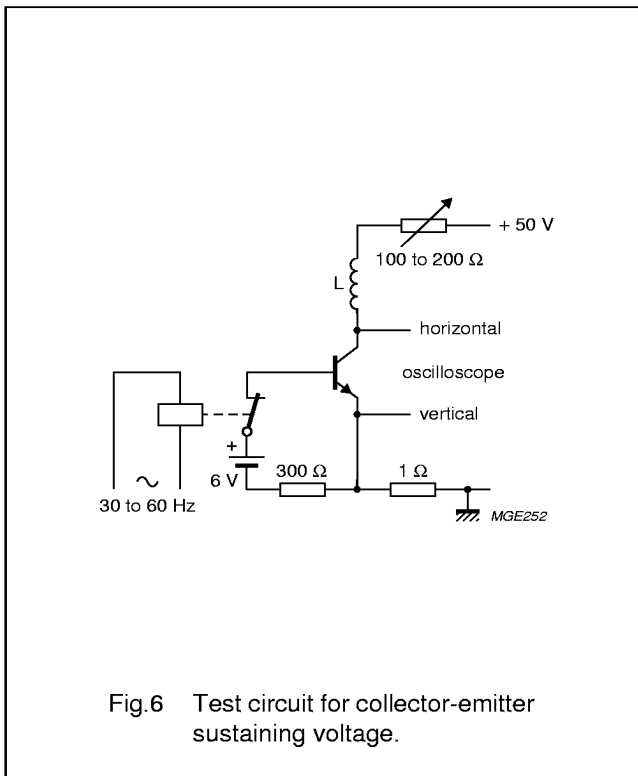 + 50 V
100 to 200 Ω
L
horizontal
oscilloscope
vertical
+
6 V
300 Ω
1 Ω
30 to 60 Hz
MGE252
Fig.6 Test circuit for collector-emitter
sustaining voltage.